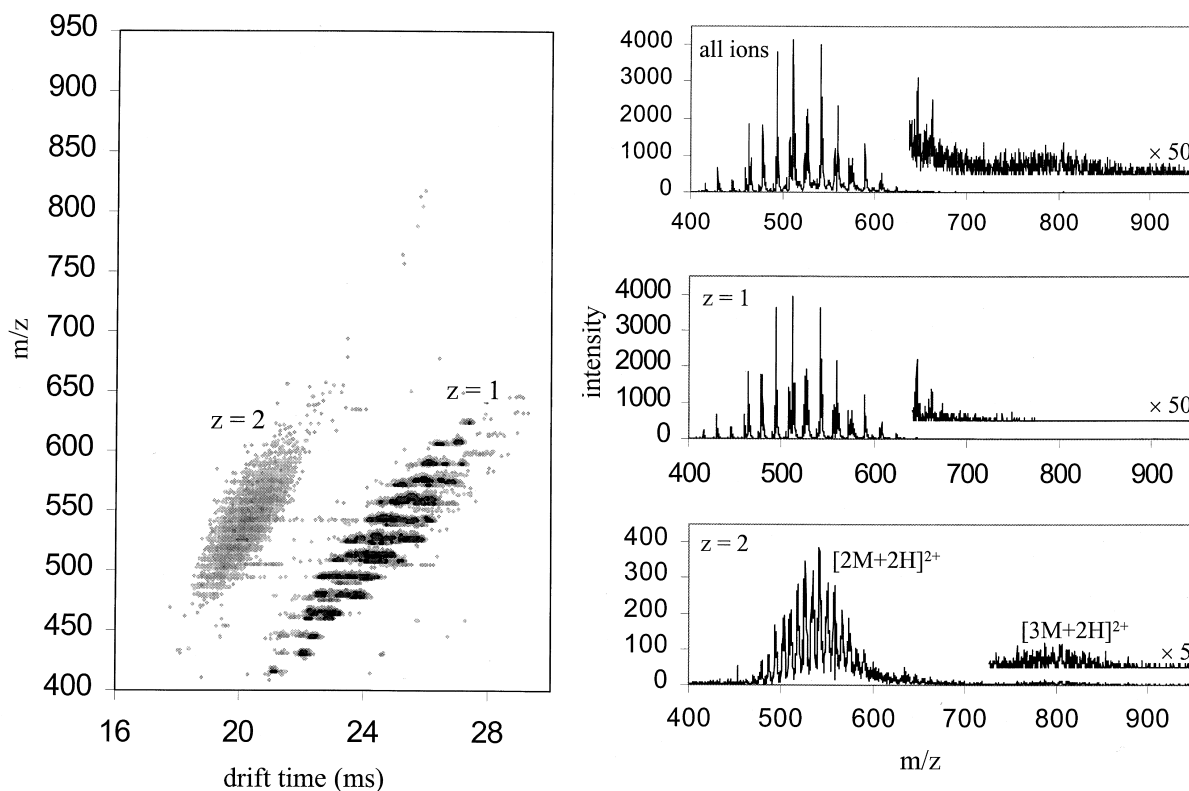 950
900
850
800
750
700
650
600
550
500
450
400
m/z
z = 2
z = 1
16 20 24 28
drift time (ms)
all ions
4000
3000
2000
1000
0
× 50
400 500 600 700 800 900
z = 1
4000
3000
2000
1000
0
× 50
400 500 600 700 800 900
intensity
z = 2
[2M+2H]²⁺
[3M+2H]²⁺
400
300
200
100
0
× 5
400 500 600 700 800 900
m/z